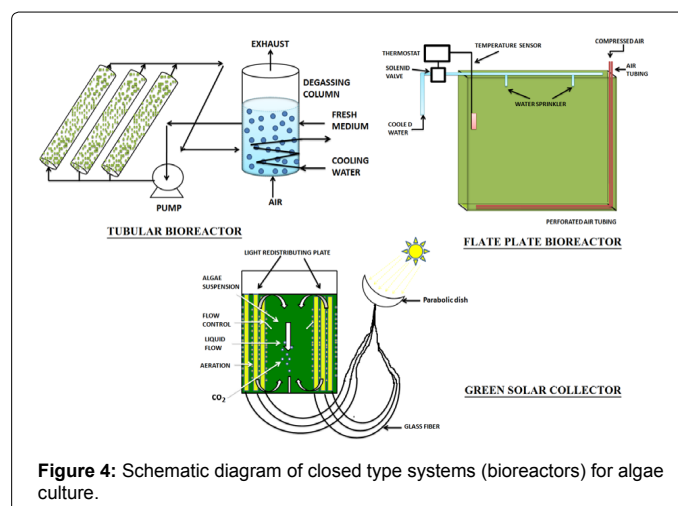 EXHAUST
DEGASSING
COLUMN
FRESH
MEDIUM
COOLING
WATER
AIR
PUMP
TUBULAR BIOREACTOR
COMPRESSED AIR
THERMOSTAT
TEMPERATURE SENSOR
SOLENID
VALVE
AIR
TUBING
WATER SPRINKLER
COOLE D
WATER
PERFORATED AIR TUBING
FLATE PLATE BIOREACTOR
LIGHT REDISTRIBUTING PLATE
ALGAE
SUSPENSION
FLOW
CONTROL
LIQUID
FLOW
AERATION
CO2
Parabolic dish
GREEN SOLAR COLLECTOR
GLASS FIBER
Figure 4: Schematic diagram of closed type systems (bioreactors) for algae
culture.